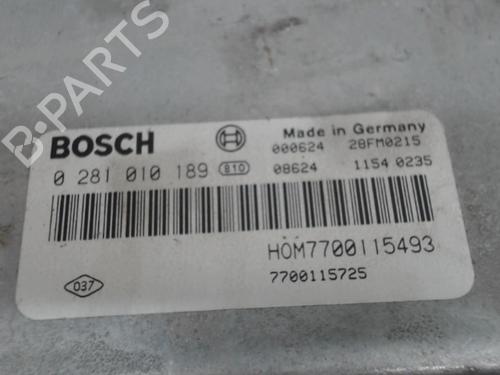 B-PARTS
BOSCH
Made in Germany
0 281 010 189 810
000624 28FM0215
08624 1154 0235
HOM7700115493
037
7700115725